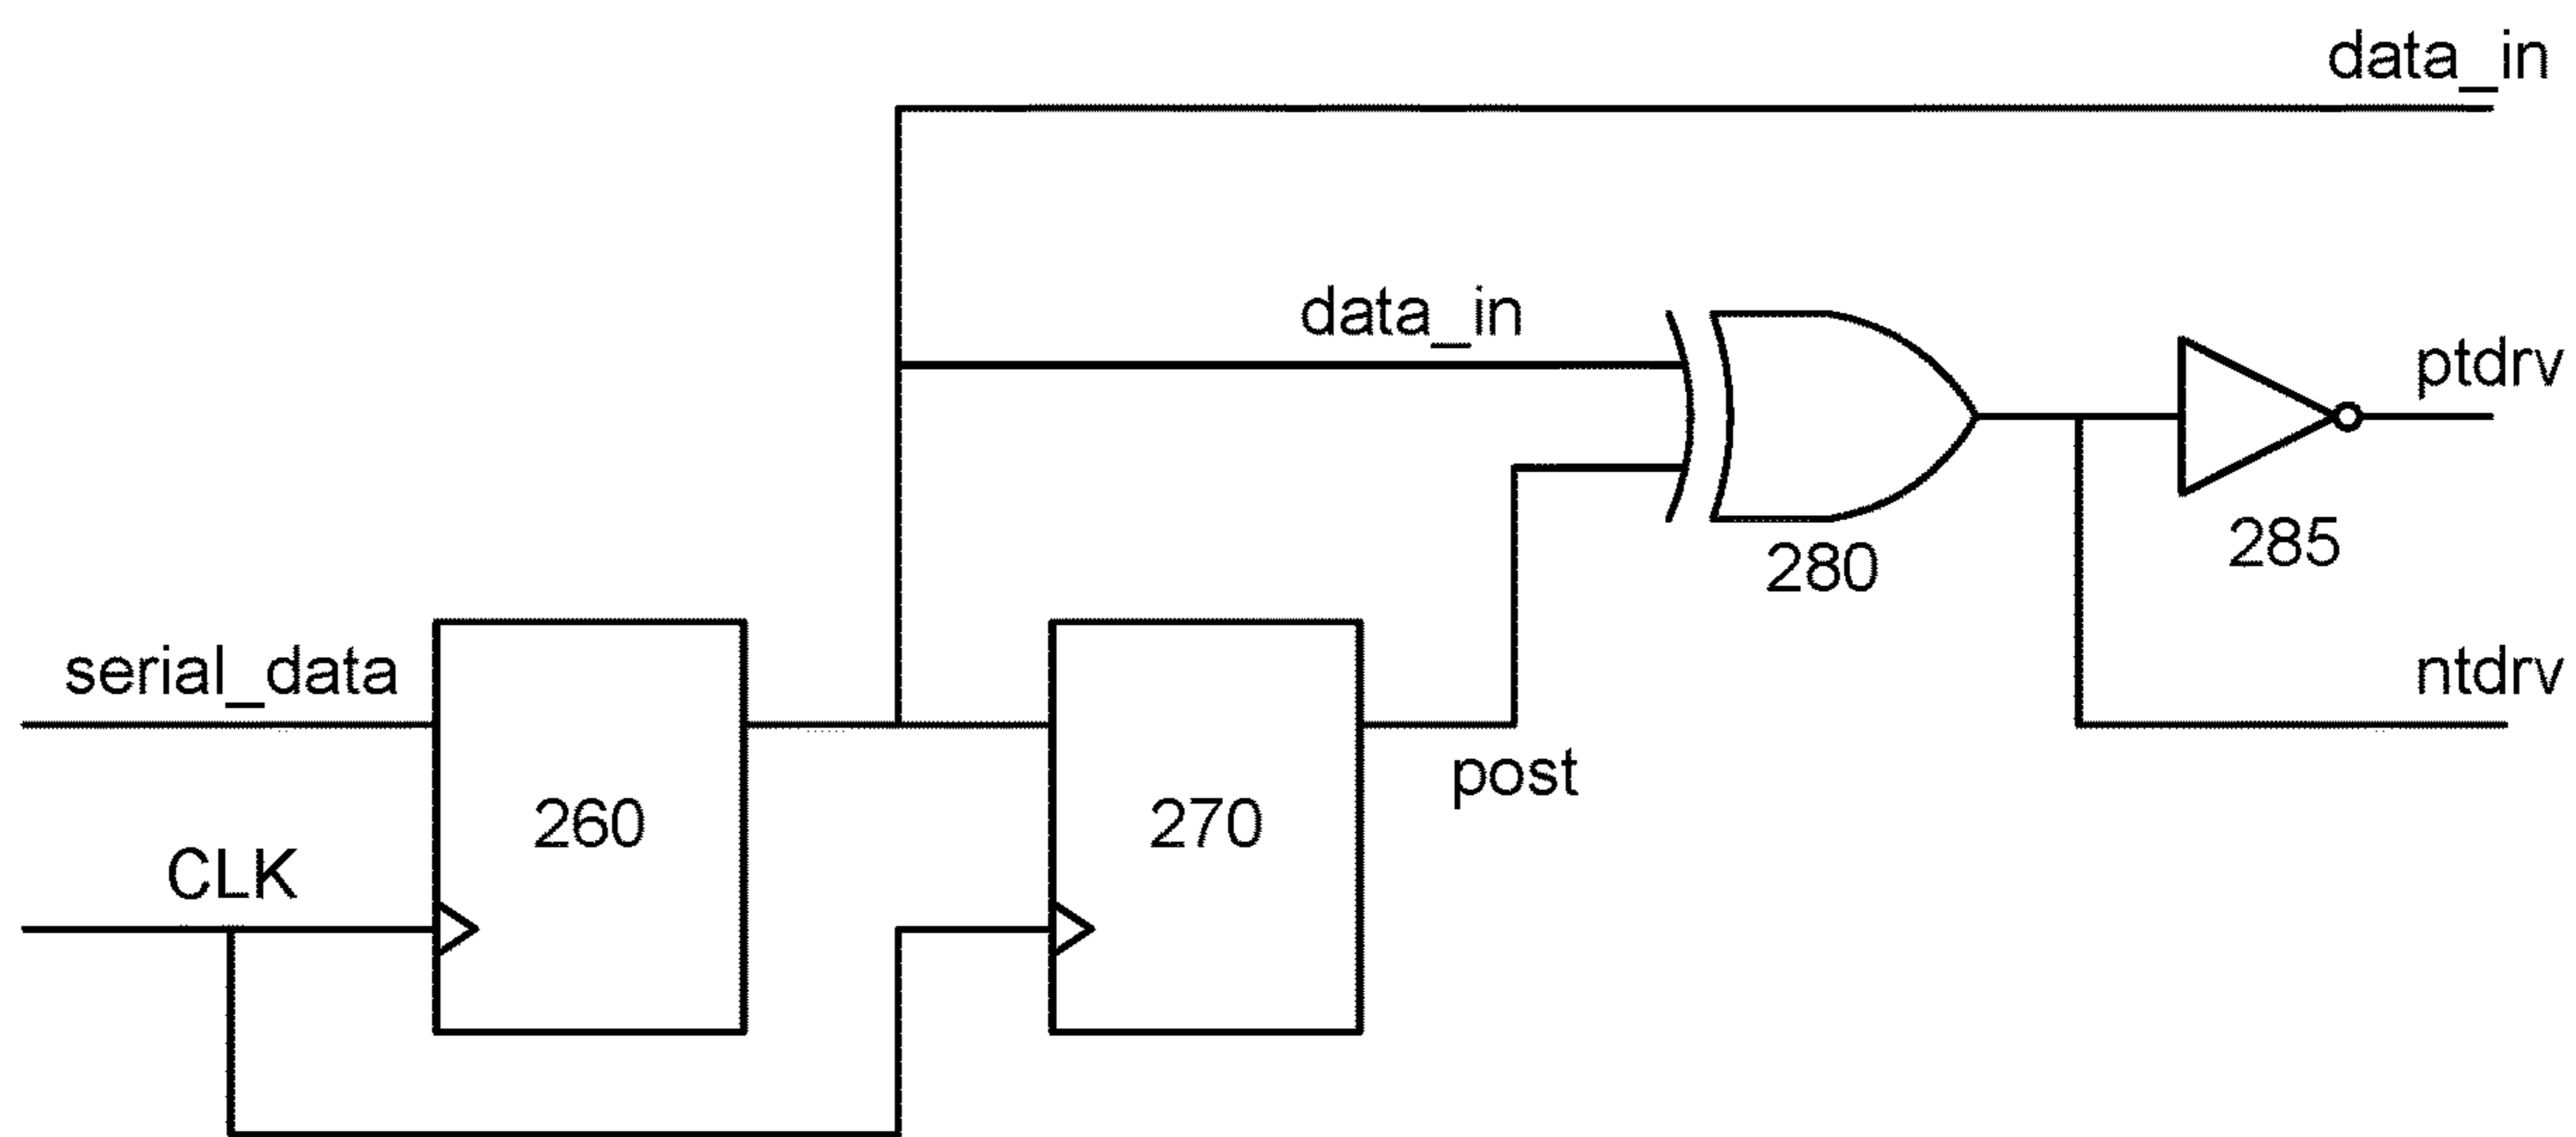 data_in
data_in
ptdrv
280
285
serial_data
ntdrv
post
260
270
CLK